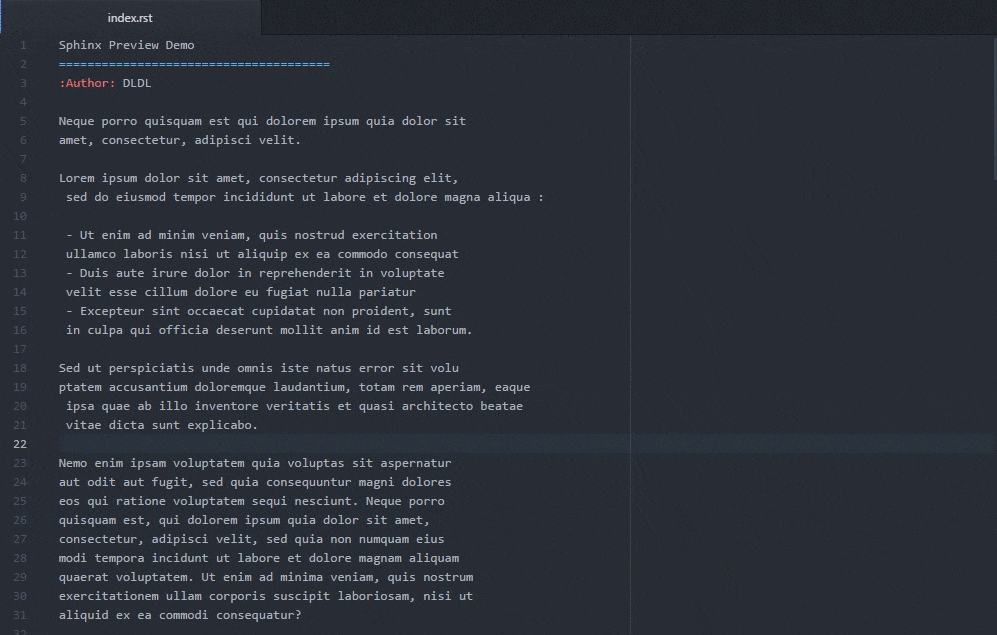 index.rst
1 Sphinx Preview Demo
2 ======================================
3 :Author: DLDL
4
5 Neque porro quisquam est qui dolorem ipsum quia dolor sit
6 amet, consectetur, adipisci velit.
7
8 Lorem ipsum dolor sit amet, consectetur adipiscing elit,
9  sed do eiusmod tempor incididunt ut labore et dolore magna aliqua :
10
11  - Ut enim ad minim veniam, quis nostrud exercitation
12  ullamco laboris nisi ut aliquip ex ea commodo consequat
13  - Duis aute irure dolor in reprehenderit in voluptate
14  velit esse cillum dolore eu fugiat nulla pariatur
15  - Excepteur sint occaecat cupidatat non proident, sunt
16  in culpa qui officia deserunt mollit anim id est laborum.
17
18 Sed ut perspiciatis unde omnis iste natus error sit volu
19 ptatem accusantium doloremque laudantium, totam rem aperiam, eaque
20  ipsa quae ab illo inventore veritatis et quasi architecto beatae
21  vitae dicta sunt explicabo.
22
23 Nemo enim ipsam voluptatem quia voluptas sit aspernatur
24 aut odit aut fugit, sed quia consequuntur magni dolores
25 eos qui ratione voluptatem sequi nesciunt. Neque porro
26 quisquam est, qui dolorem ipsum quia dolor sit amet,
27 consectetur, adipisci velit, sed quia non numquam eius
28 modi tempora incidunt ut labore et dolore magnam aliquam
29 quaerat voluptatem. Ut enim ad minima veniam, quis nostrum
30 exercitationem ullam corporis suscipit laboriosam, nisi ut
31 aliquid ex ea commodi consequatur?
32